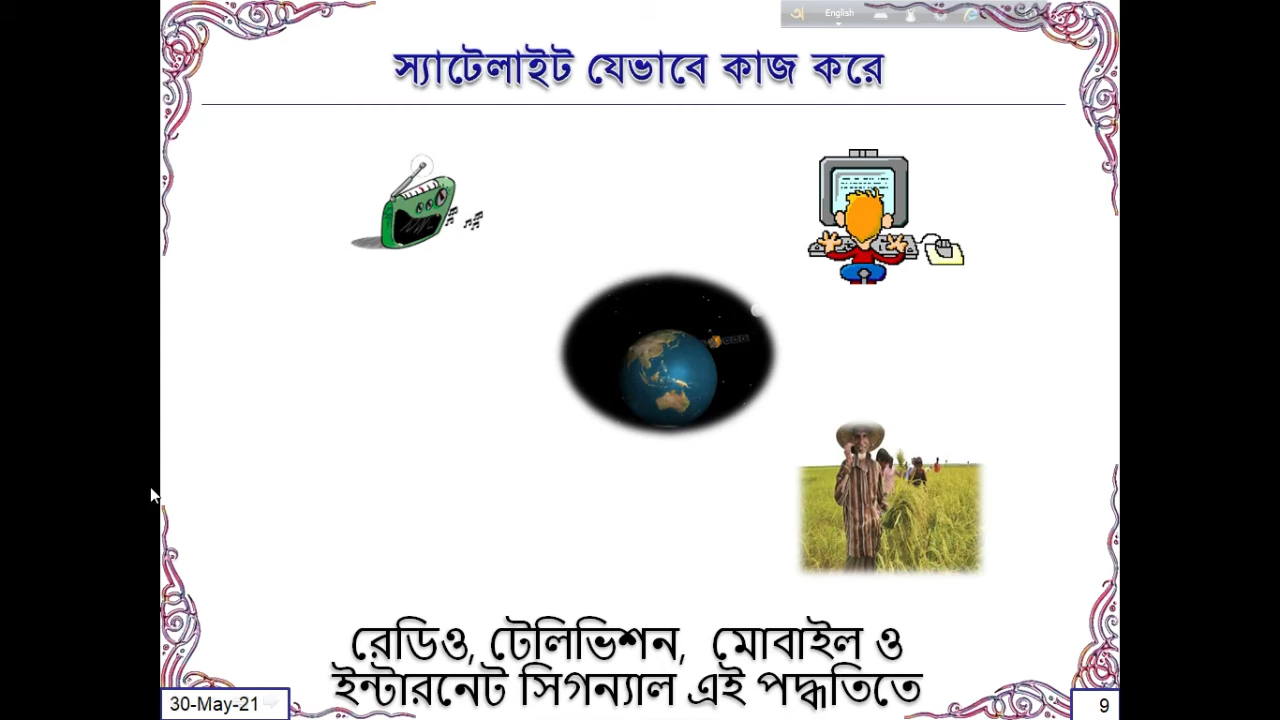 English
স্যাটেলাইট যেভাবে কাজ করে
রেডিও, টেলিভিশন, মোবাইল ও
ইন্টারনেট সিগন্যাল এই পদ্ধতিতে
30-May-21
9